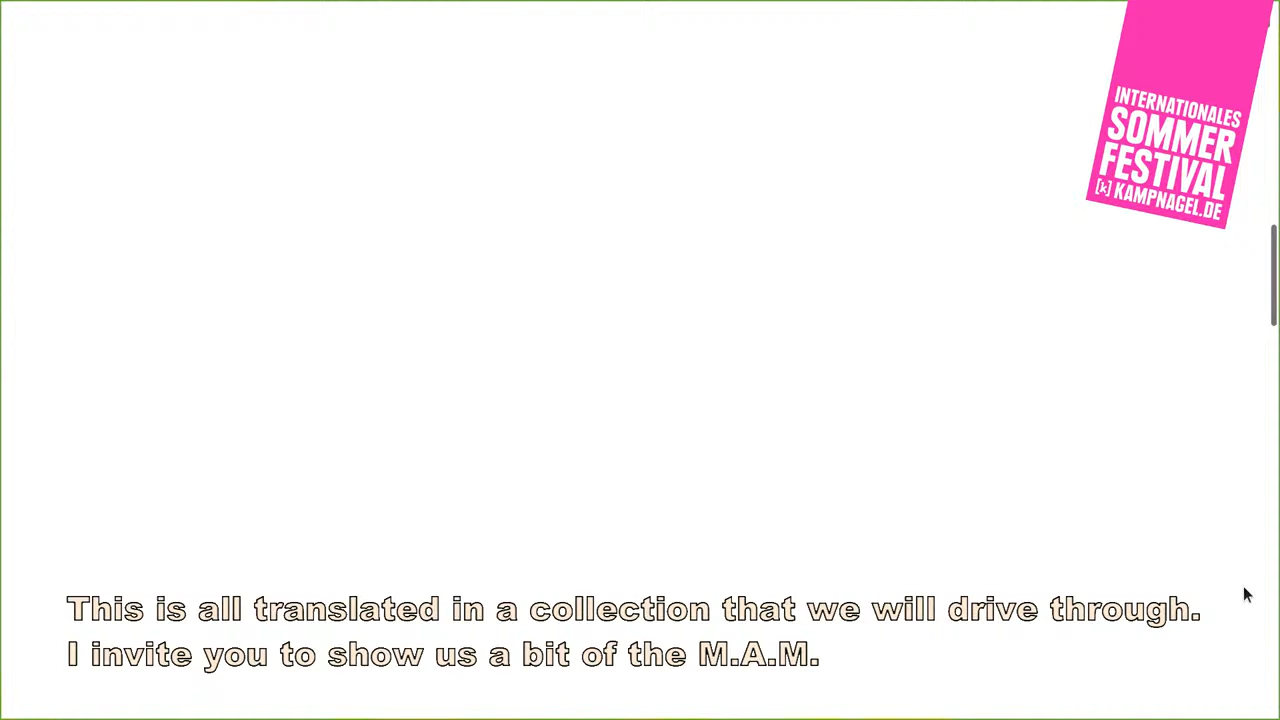 INTERNATIONALES
SOMMER
FESTIVAL
[k] KAMPNAGEL.DE
This is all translated in a collection that we will drive through.
I invite you to show us a bit of the M.A.M.